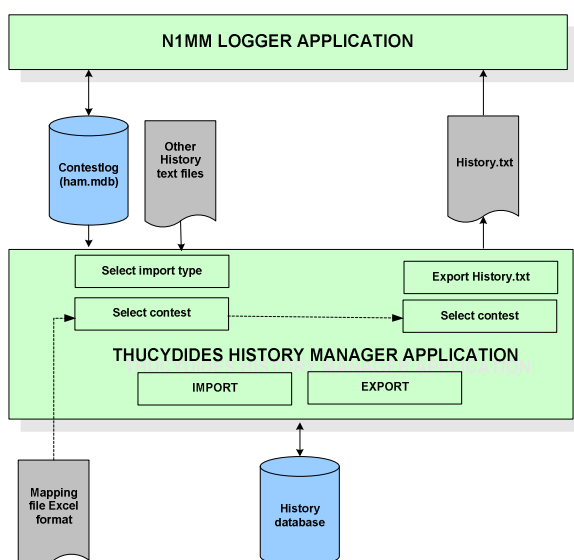 N1MM LOGGER APPLICATION
Contestlog
(ham.mdb)
Other
History
text files
History.txt
Select import type
Export History.txt
Select contest
Select contest
THUCYDIDES HISTORY MANAGER APPLICATION
IMPORT
EXPORT
Mapping
file Excel
format
History
database